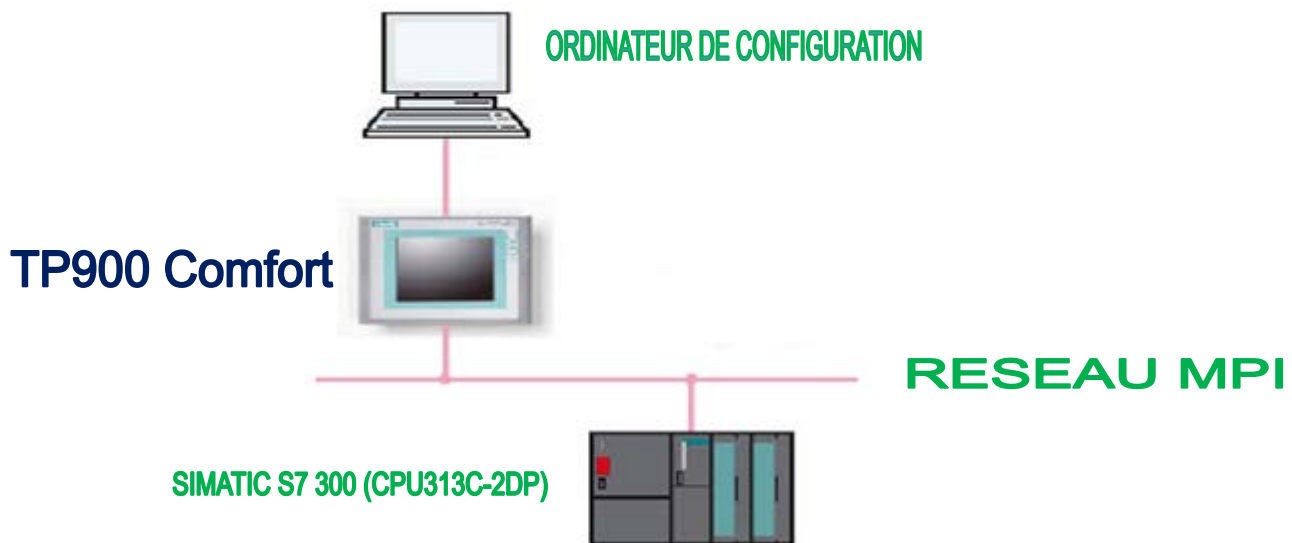 ORDINATEUR DE CONFIGURATION
TP900 Comfort
RESEAU MPI
SIMATIC S7 300 (CPU313C-2DP)